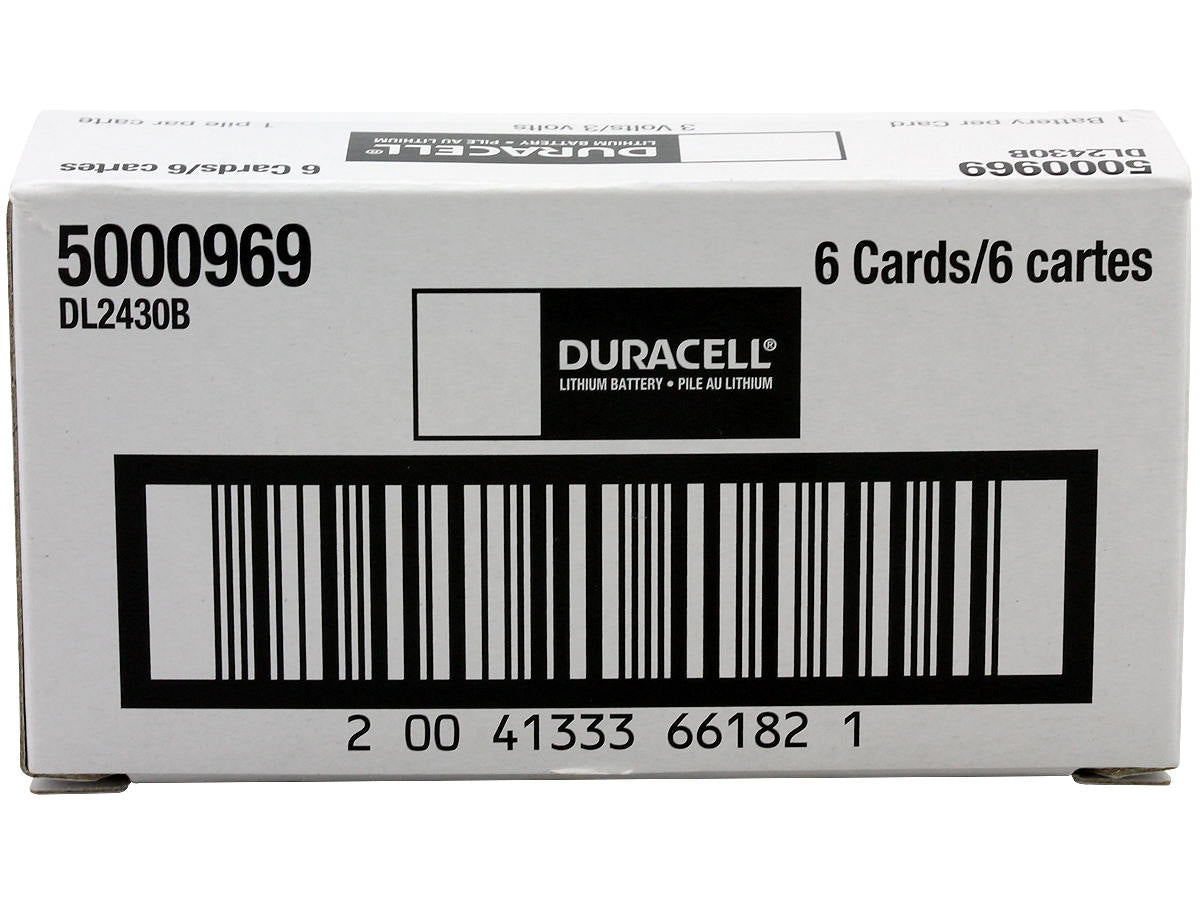 1 Battery per Card
3 Volts/3 volts
1 pile par carte
5000969
DL2430B
DURACELL®
LITHIUM BATTERY • PILE AU LITHIUM
6 Cards/6 cartes
5000969
DL2430B
6 Cards/6 cartes
DURACELL®
LITHIUM BATTERY • PILE AU LITHIUM
2 00 41333 66182 1